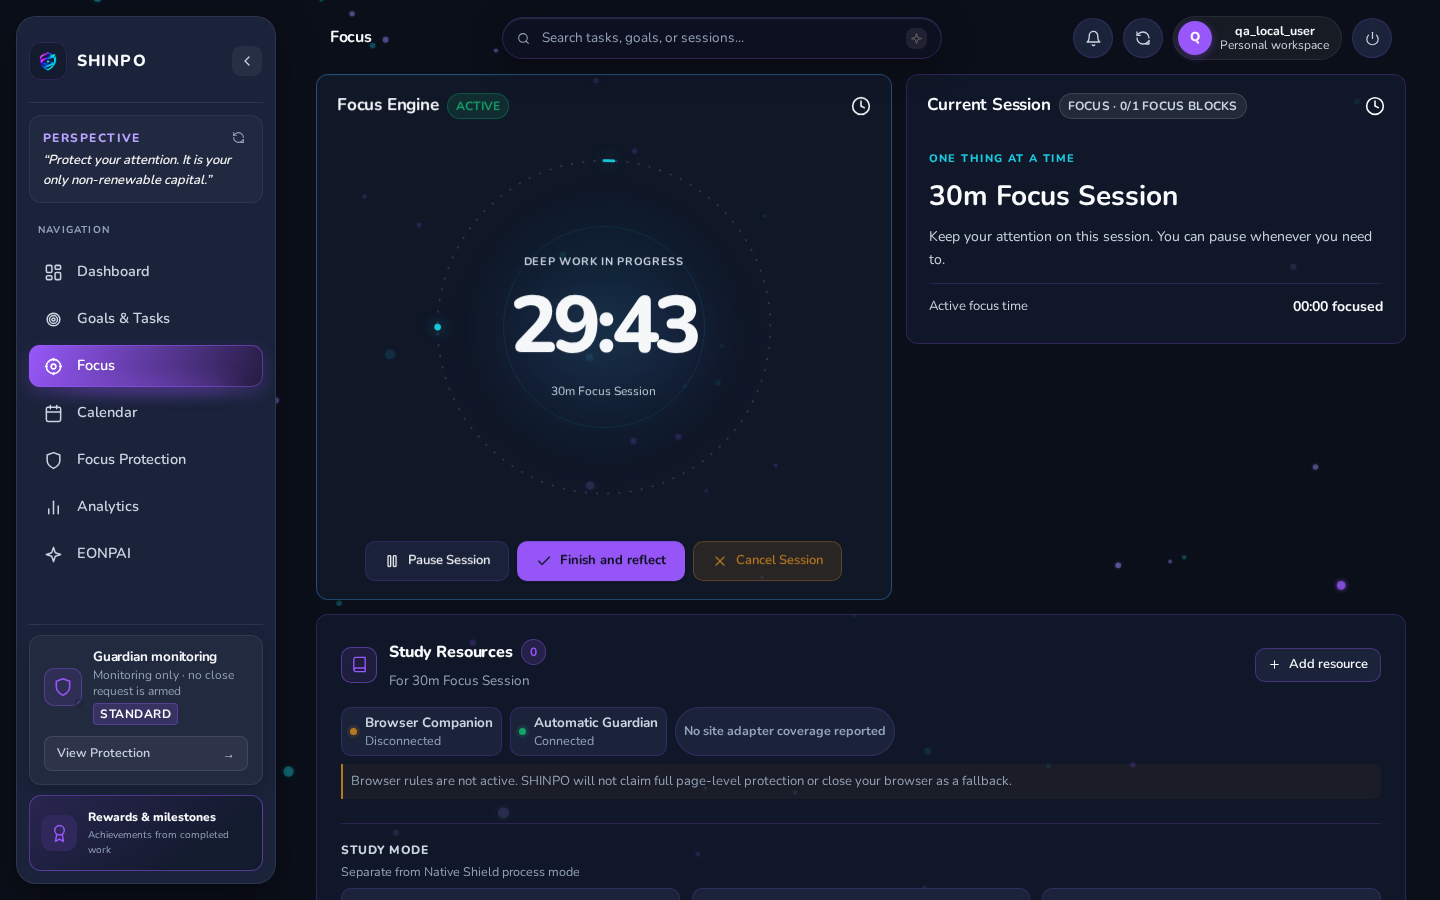 SHINPO
PERSPECTIVE
“Protect your attention. It is your
only non-renewable capital.”
NAVIGATION
Dashboard
Goals & Tasks
Focus
Calendar
Focus Protection
Analytics
EONPAI
Guardian monitoring
Monitoring only · no close
request is armed
STANDARD
View Protection →
Rewards & milestones
Achievements from completed
work
Focus
Search tasks, goals, or sessions...
Q
qa_local_user
Personal workspace
Focus Engine ACTIVE
DEEP WORK IN PROGRESS
29:43
30m Focus Session
Pause Session
Finish and reflect
Cancel Session
Current Session FOCUS · 0/1 FOCUS BLOCKS
ONE THING AT A TIME
30m Focus Session
Keep your attention on this session. You can pause whenever you need
to.
Active focus time 00:00 focused
Study Resources 0
For 30m Focus Session
+ Add resource
Browser Companion
Disconnected
Automatic Guardian
Connected
No site adapter coverage reported
Browser rules are not active. SHINPO will not claim full page-level protection or close your browser as a fallback.
STUDY MODE
Separate from Native Shield process mode